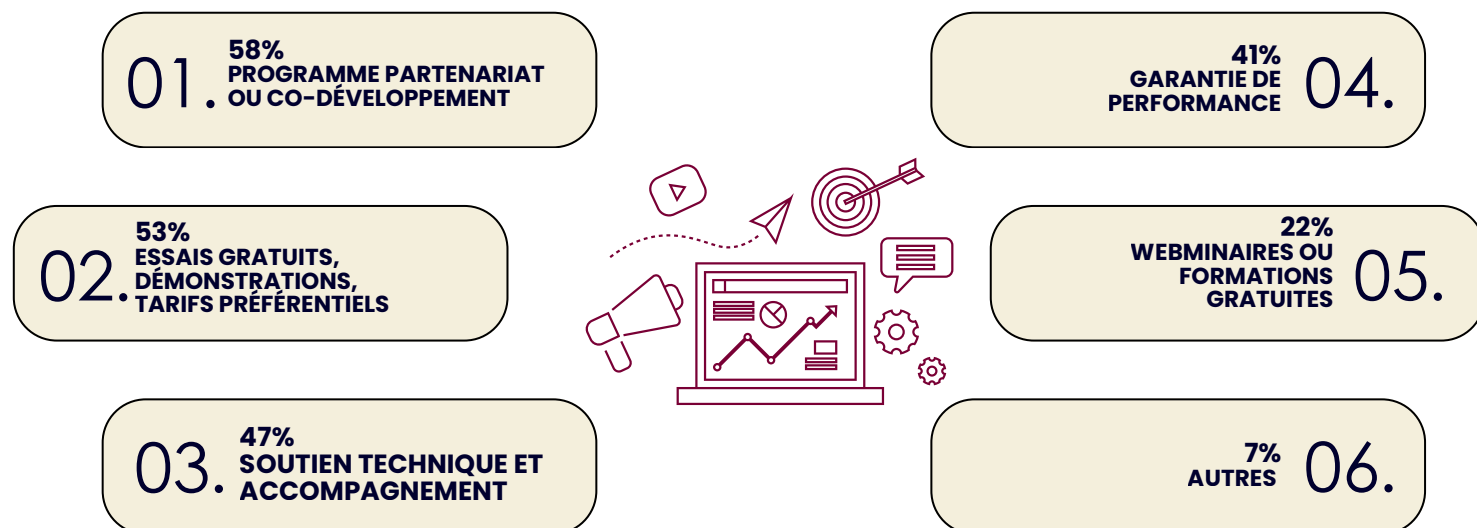 01.
58%
PROGRAMME PARTENARIAT
OU CO-DÉVELOPPEMENT
02.
53%
ESSAIS GRATUITS,
DÉMONSTRATIONS,
TARIFS PRÉFÉRENTIELS
03.
47%
SOUTIEN TECHNIQUE ET
ACCOMPAGNEMENT
41%
GARANTIE DE
PERFORMANCE
04.
22%
WEBMINAIRES OU
FORMATIONS
GRATUITES
05.
7%
AUTRES
06.